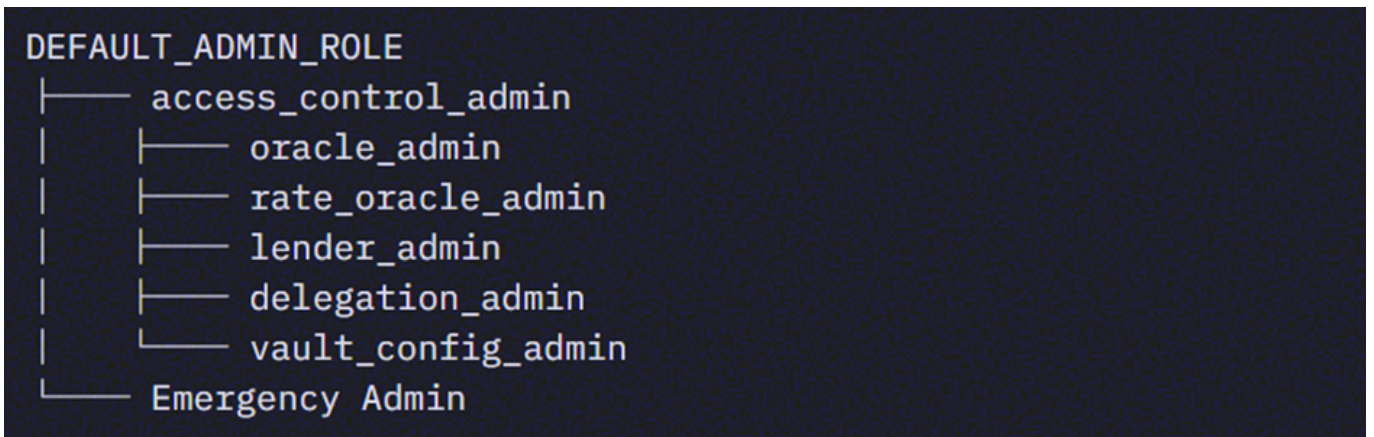 DEFAULT_ADMIN_ROLE
├── access_control_admin
│   ├── oracle_admin
│   ├── rate_oracle_admin
│   ├── lender_admin
│   ├── delegation_admin
│   └── vault_config_admin
└── Emergency Admin